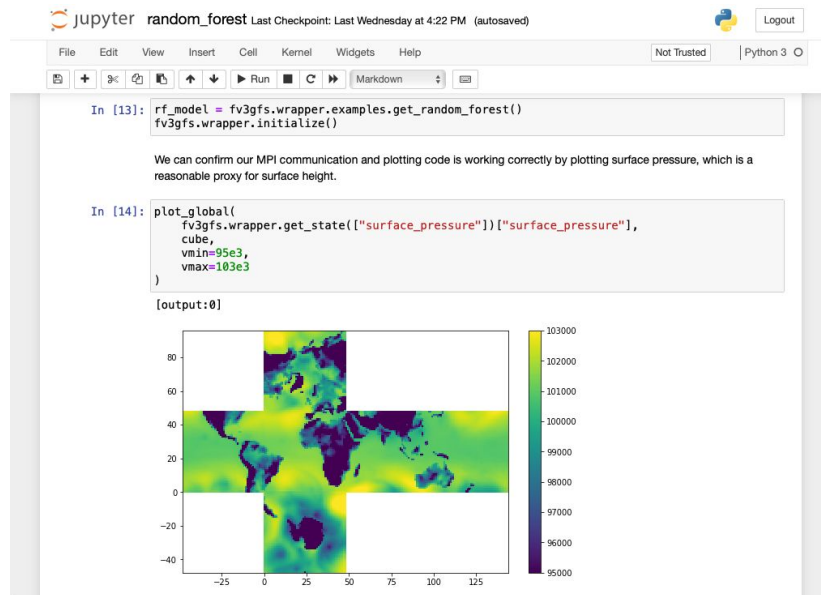 jupyter random_forest Last Checkpoint: Last Wednesday at 4:22 PM (autosaved)
Logout
File Edit View Insert Cell Kernel Widgets Help
Not Trusted
Python 3
Run
Markdown
In [13]: rf_model = fv3gfs.wrapper.examples.get_random_forest()
fv3gfs.wrapper.initialize()
We can confirm our MPI communication and plotting code is working correctly by plotting surface pressure, which is a
reasonable proxy for surface height.
In [14]: plot_global(
fv3gfs.wrapper.get_state(["surface_pressure"])["surface_pressure"],
cube,
vmin=95e3,
vmax=103e3
)
[output:0]
80
60
40
20
0
−20
−40
−25 0 25 50 75 100 125
103000
102000
101000
100000
99000
98000
97000
96000
95000